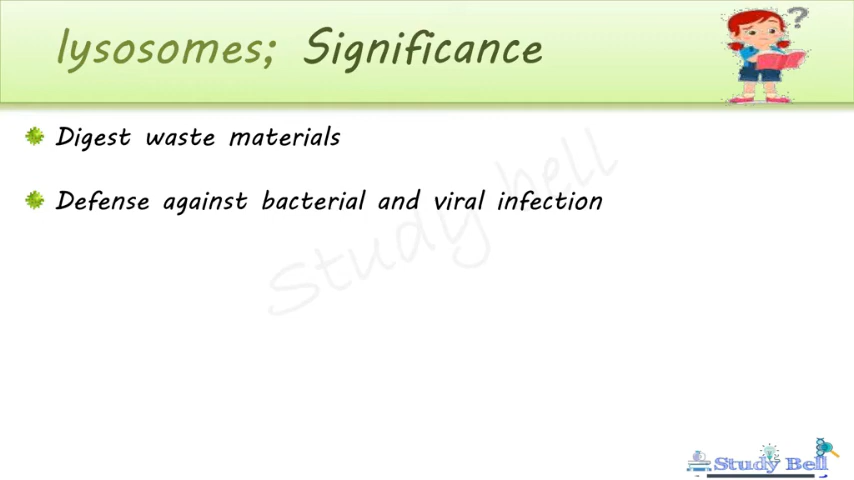 lysosomes; Significance
?
Digest waste materials
Defense against bacterial and viral infection
Study bell
Study Bell